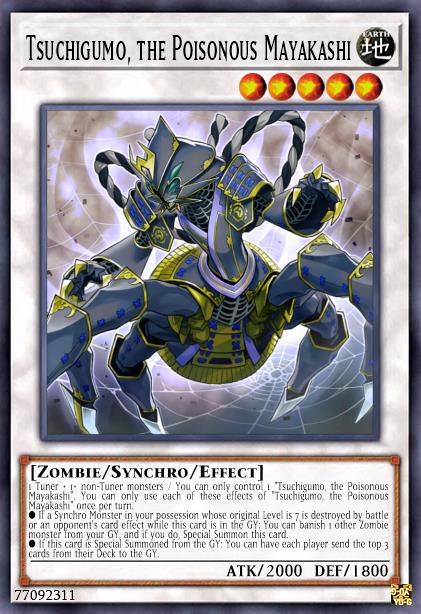 Tsuchigumo, the Poisonous Mayakashi
EARTH
地
[Zombie/Synchro/Effect]
1 Tuner + 1+ non-Tuner monsters / You can only control 1 "Tsuchigumo, the Poisonous
Mayakashi". You can only use each of these effects of "Tsuchigumo, the Poisonous
Mayakashi" once per turn.
● If a Synchro Monster in your possession whose original Level is 7 is destroyed by battle
or an opponent's card effect while this card is in the GY: You can banish 1 other Zombie
monster from your GY, and if you do, Special Summon this card.
● If this card is Special Summoned from the GY: You can have each player send the top 3
cards from their Deck to the GY.
ATK/2000 DEF/1800
77092311